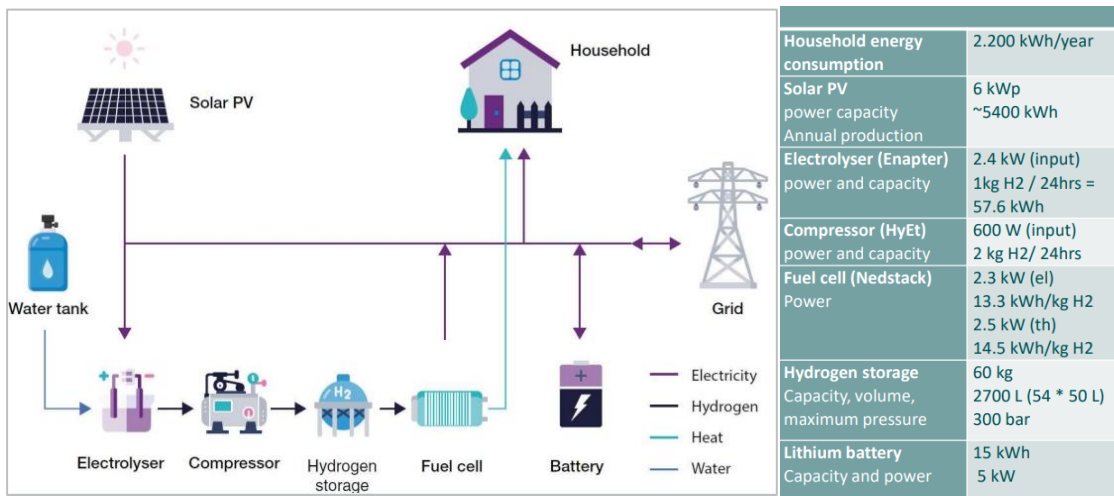 Solar PV
Household
Water tank
Grid
H2
Electricity
Hydrogen
Heat
Water
Electrolyser
Compressor
Hydrogen
storage
Fuel cell
Battery
Household energy
consumption
2.200 kWh/year
Solar PV
power capacity
Annual production
6 kWp
~5400 kWh
Electrolyser (Enapter)
power and capacity
2.4 kW (input)
1kg H2 / 24hrs =
57.6 kWh
Compressor (HyEt)
power and capacity
600 W (input)
2 kg H2/ 24hrs
Fuel cell (Nedstack)
Power
2.3 kW (el)
13.3 kWh/kg H2
2.5 kW (th)
14.5 kWh/kg H2
Hydrogen storage
Capacity, volume,
maximum pressure
60 kg
2700 L (54 * 50 L)
300 bar
Lithium battery
Capacity and power
15 kWh
5 kW